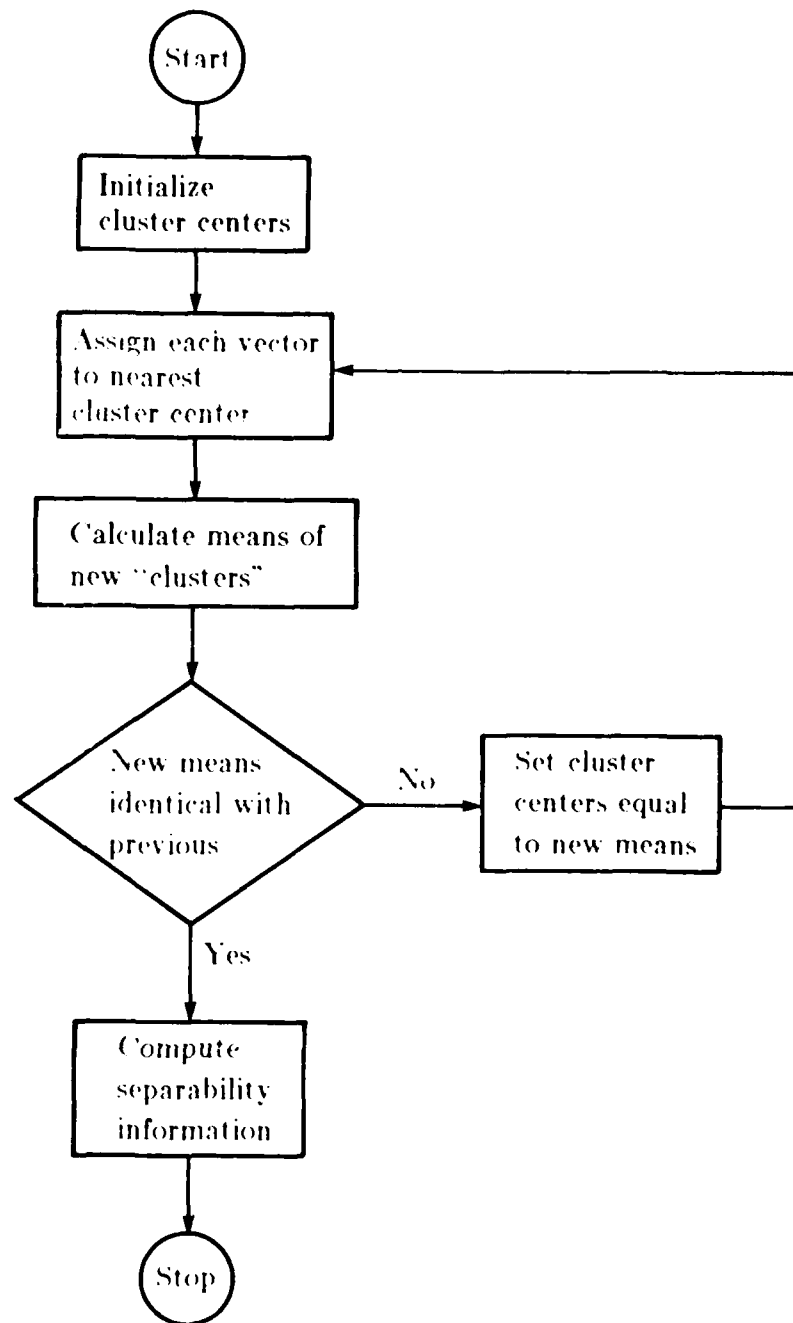 Start
Initialize
cluster centers
Assign each vector
to nearest
cluster center
Calculate means of
new “clusters”
New means
identical with
previous
No
Set cluster
centers equal
to new means
Yes
Compute
separability
information
Stop